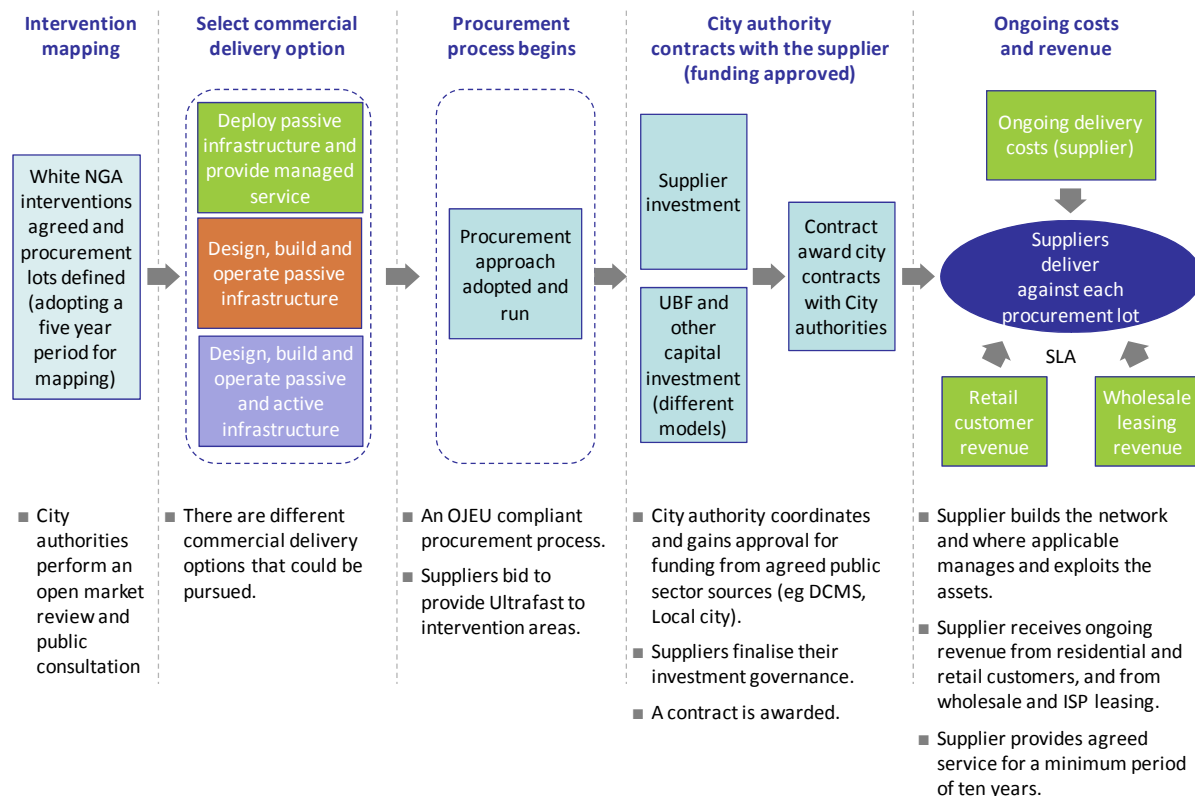 Intervention
mapping
Select commercial
delivery option
Procurement
process begins
City authority
contracts with the supplier
(funding approved)
Ongoing costs
and revenue
White NGA
interventions
agreed and
procurement
lots defined
(adopting a
five year
period for
mapping)
Deploy passive
infrastructure and
provide managed
service
Design, build and
operate passive
infrastructure
Design, build and
operate passive
and active
infrastructure
Procurement
approach
adopted and
run
Supplier
investment
UBF and
other
capital
investment
(different
models)
Contract
award city
contracts
with City
authorities
Ongoing delivery
costs (supplier)
Suppliers
deliver
against each
procurement lot
SLA
Retail
customer
revenue
Wholesale
leasing
revenue
■ City
authorities
perform an
open market
review and
public
consultation
■ There are different
commercial delivery
options that could be
pursued.
■ An OJEU compliant
procurement process.
■ Suppliers bid to
provide Ultrafast to
intervention areas.
■ City authority coordinates
and gains approval for
funding from agreed public
sector sources (eg DCMS,
Local city).
■ Suppliers finalise their
investment governance.
■ A contract is awarded.
■ Supplier builds the network
and where applicable
manages and exploits the
assets.
■ Supplier receives ongoing
revenue from residential and
retail customers, and from
wholesale and ISP leasing.
■ Supplier provides agreed
service for a minimum period
of ten years.